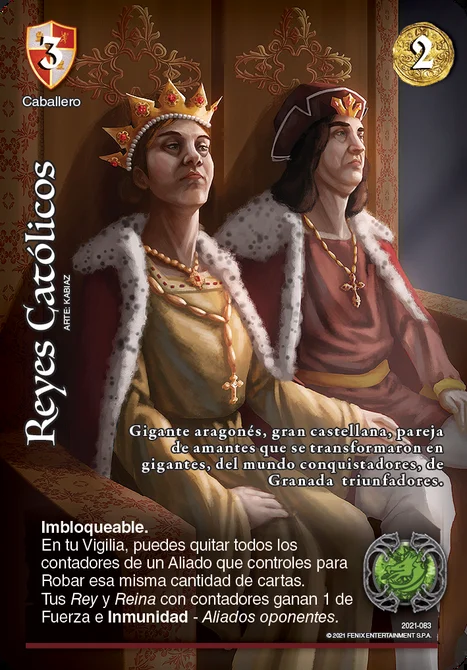 3
2
Caballero
Reyes Católicos
ARTE: KABIAZ
Gigante aragonés, gran castellana, pareja
de amantes que se transformaron en
gigantes, del mundo conquistadores, de
Granada triunfadores.
Imbloqueable.
En tu Vigilia, puedes quitar todos los
contadores de un Aliado que controles para
Robar esa misma cantidad de cartas.
Tus Rey y Reina con contadores ganan 1 de
Fuerza e Inmunidad - Aliados oponentes.
2021-083
© 2021 FENIX ENTERTAINMENT S.P.A.